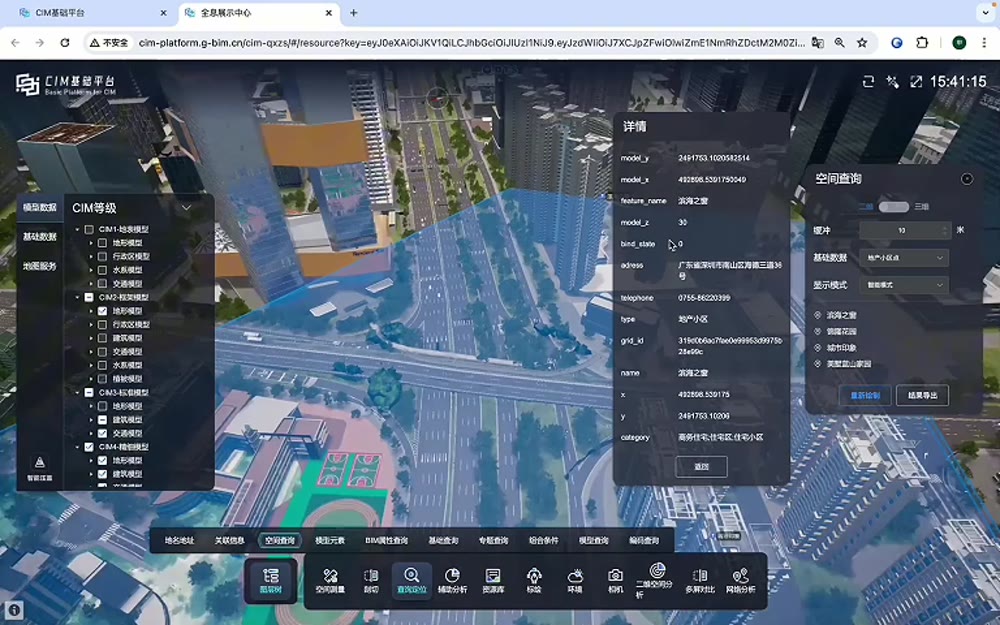 CIM基础平台
全息展示中心
不安全
cim-platform.g-bim.cn/cim-qxzs/#/resource?key=eyJ0eXAiOiJKV1QiLCJhbGciOiJIUzI1NiJ9.eyJzdWIiOiJ7XCJpZFwiOlwiZmE1NmRhZDctM2M0Zi...
CIM基础平台
Basic Platform for CIM
15:41:15
模型数据
基础数据
地图服务
CIM等级
CIM1-地表模型
地形模型
行政区模型
水系模型
交通模型
CIM2-框架模型
地形模型
行政区模型
建筑模型
交通模型
水系模型
植被模型
CIM3-标准模型
地形模型
建筑模型
交通模型
CIM4-精细模型
地形模型
建筑模型
交通模型
详情
model_y 2491753.1020582514
model_x 492898.5391750049
feature_name 滨海之窗
model_z 30
bind_state 0
adress 广东省深圳市南山区海德三道36
号
telephone 0755-86220399
type 地产小区
grid_id 319d0b6ac7fae0e99953d9975b
28e99c
name 滨海之窗
x 492898.539175
y 2491753.10206
category 商务住宅;住宅区;住宅小区
返回
空间查询
二维 三维
缓冲 10 米
基础数据 地产小区点
显示模式 智能模式
滨海之窗
信隆花园
城市印象
美墅蓝山家园
重新绘制 结果导出
地名地址 关联信息 空间查询 模型元素 BIM属性查询 基础查询 专题查询 组合条件 模型查询 编码查询
图层树 空间测量 剖切 查询定位 辅助分析 资源库 标绘 环境 相机 二维空间分
析 多屏对比 网络分析